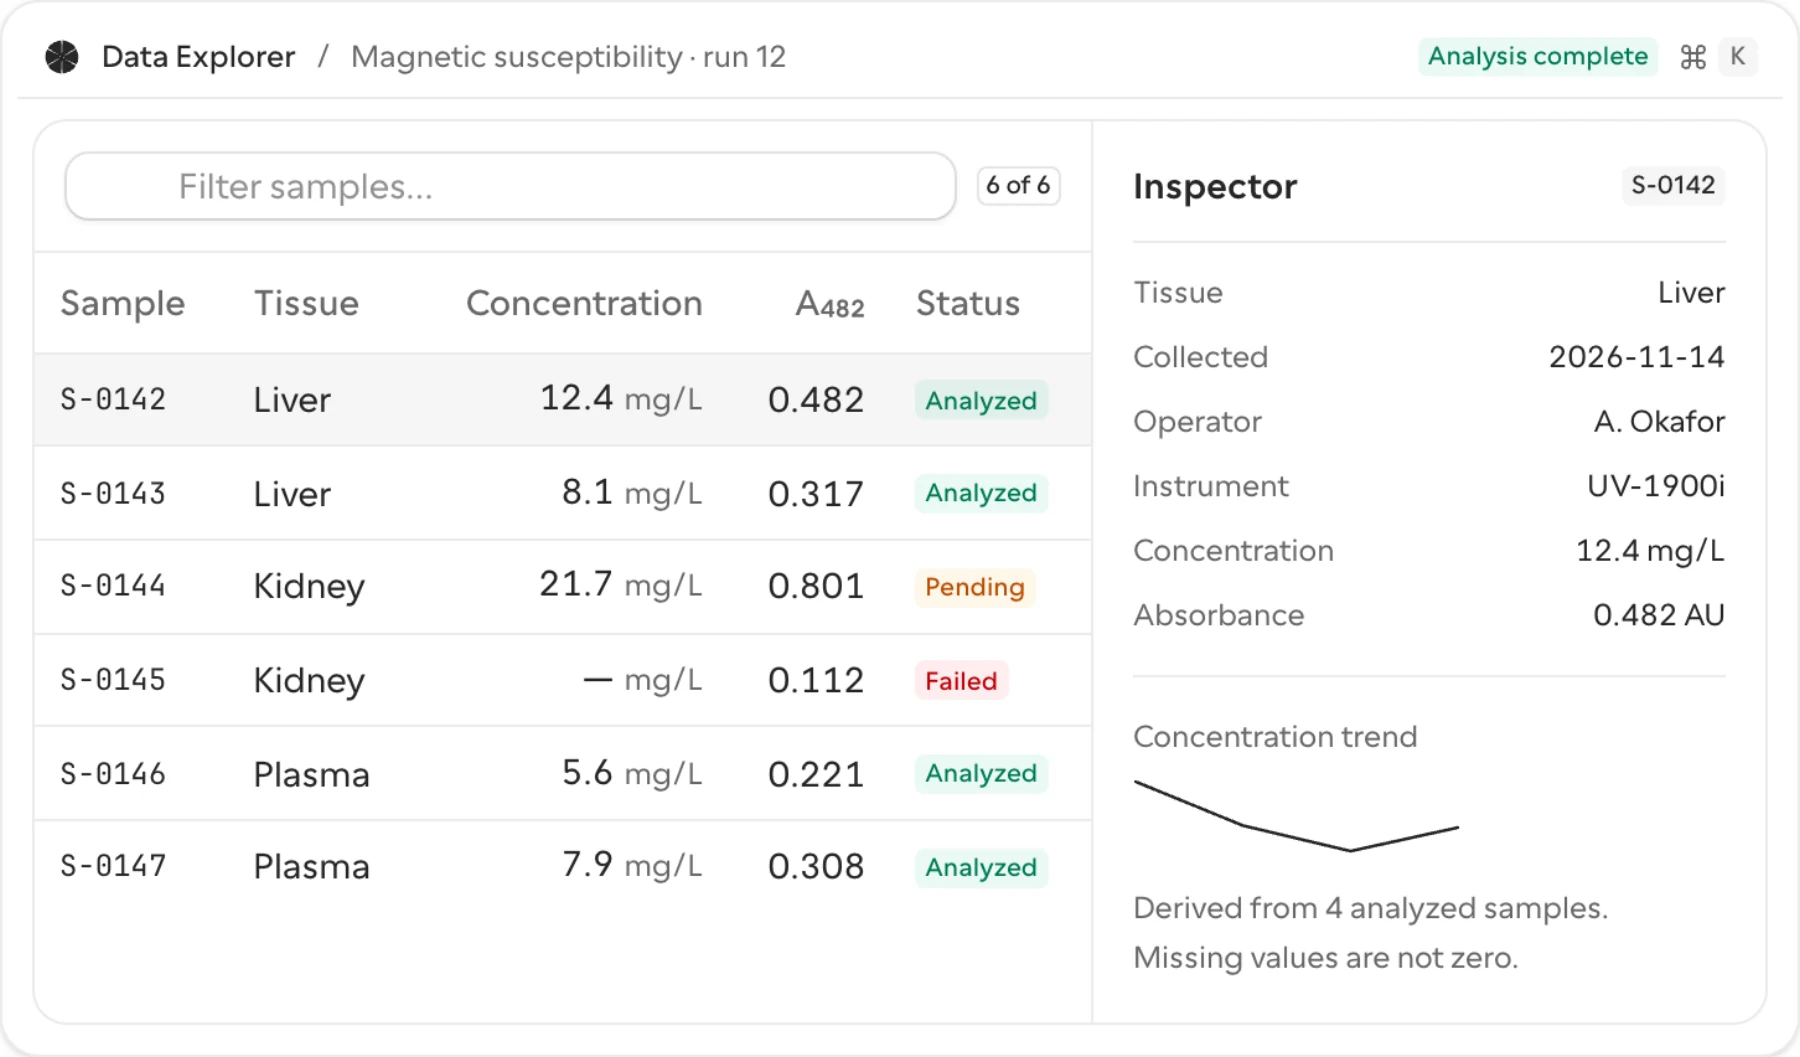 Data Explorer / Magnetic susceptibility · run 12
Analysis complete ⌘ K
Filter samples...
6 of 6
Sample Tissue Concentration A₄₈₂ Status
S-0142 Liver 12.4 mg/L 0.482 Analyzed
S-0143 Liver 8.1 mg/L 0.317 Analyzed
S-0144 Kidney 21.7 mg/L 0.801 Pending
S-0145 Kidney — mg/L 0.112 Failed
S-0146 Plasma 5.6 mg/L 0.221 Analyzed
S-0147 Plasma 7.9 mg/L 0.308 Analyzed
Inspector S-0142
Tissue Liver
Collected 2026-11-14
Operator A. Okafor
Instrument UV-1900i
Concentration 12.4 mg/L
Absorbance 0.482 AU
Concentration trend
Derived from 4 analyzed samples.
Missing values are not zero.